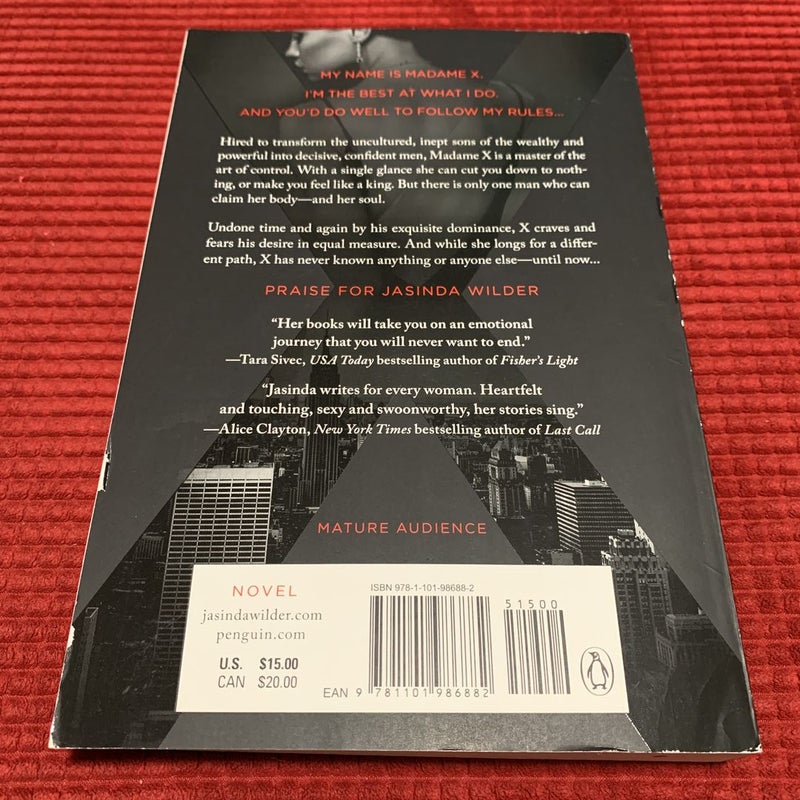 MY NAME IS MADAME X.
I'M THE BEST AT WHAT I DO.
AND YOU'D DO WELL TO FOLLOW MY RULES...
Hired to transform the uncultured, inept sons of the wealthy and
powerful into decisive, confident men, Madame X is a master of the
art of control. With a single glance she can cut you down to noth-
ing, or make you feel like a king. But there is only one man who can
claim her body—and her soul.
Undone time and again by his exquisite dominance, X craves and
fears his desire in equal measure. And while she longs for a differ-
ent path, X has never known anything or anyone else—until now...
PRAISE FOR JASINDA WILDER
“Her books will take you on an emotional
journey that you will never want to end.”
—Tara Sivec, USA Today bestselling author of Fisher's Light
“Jasinda writes for every woman. Heartfelt
and touching, sexy and swoonworthy, her stories sing.”
—Alice Clayton, New York Times bestselling author of Last Call
MATURE AUDIENCE
NOVEL
jasindawilder.com
penguin.com
U.S. $15.00
CAN $20.00
ISBN 978-1-101-98688-2
51500
EAN 9 781101 986882